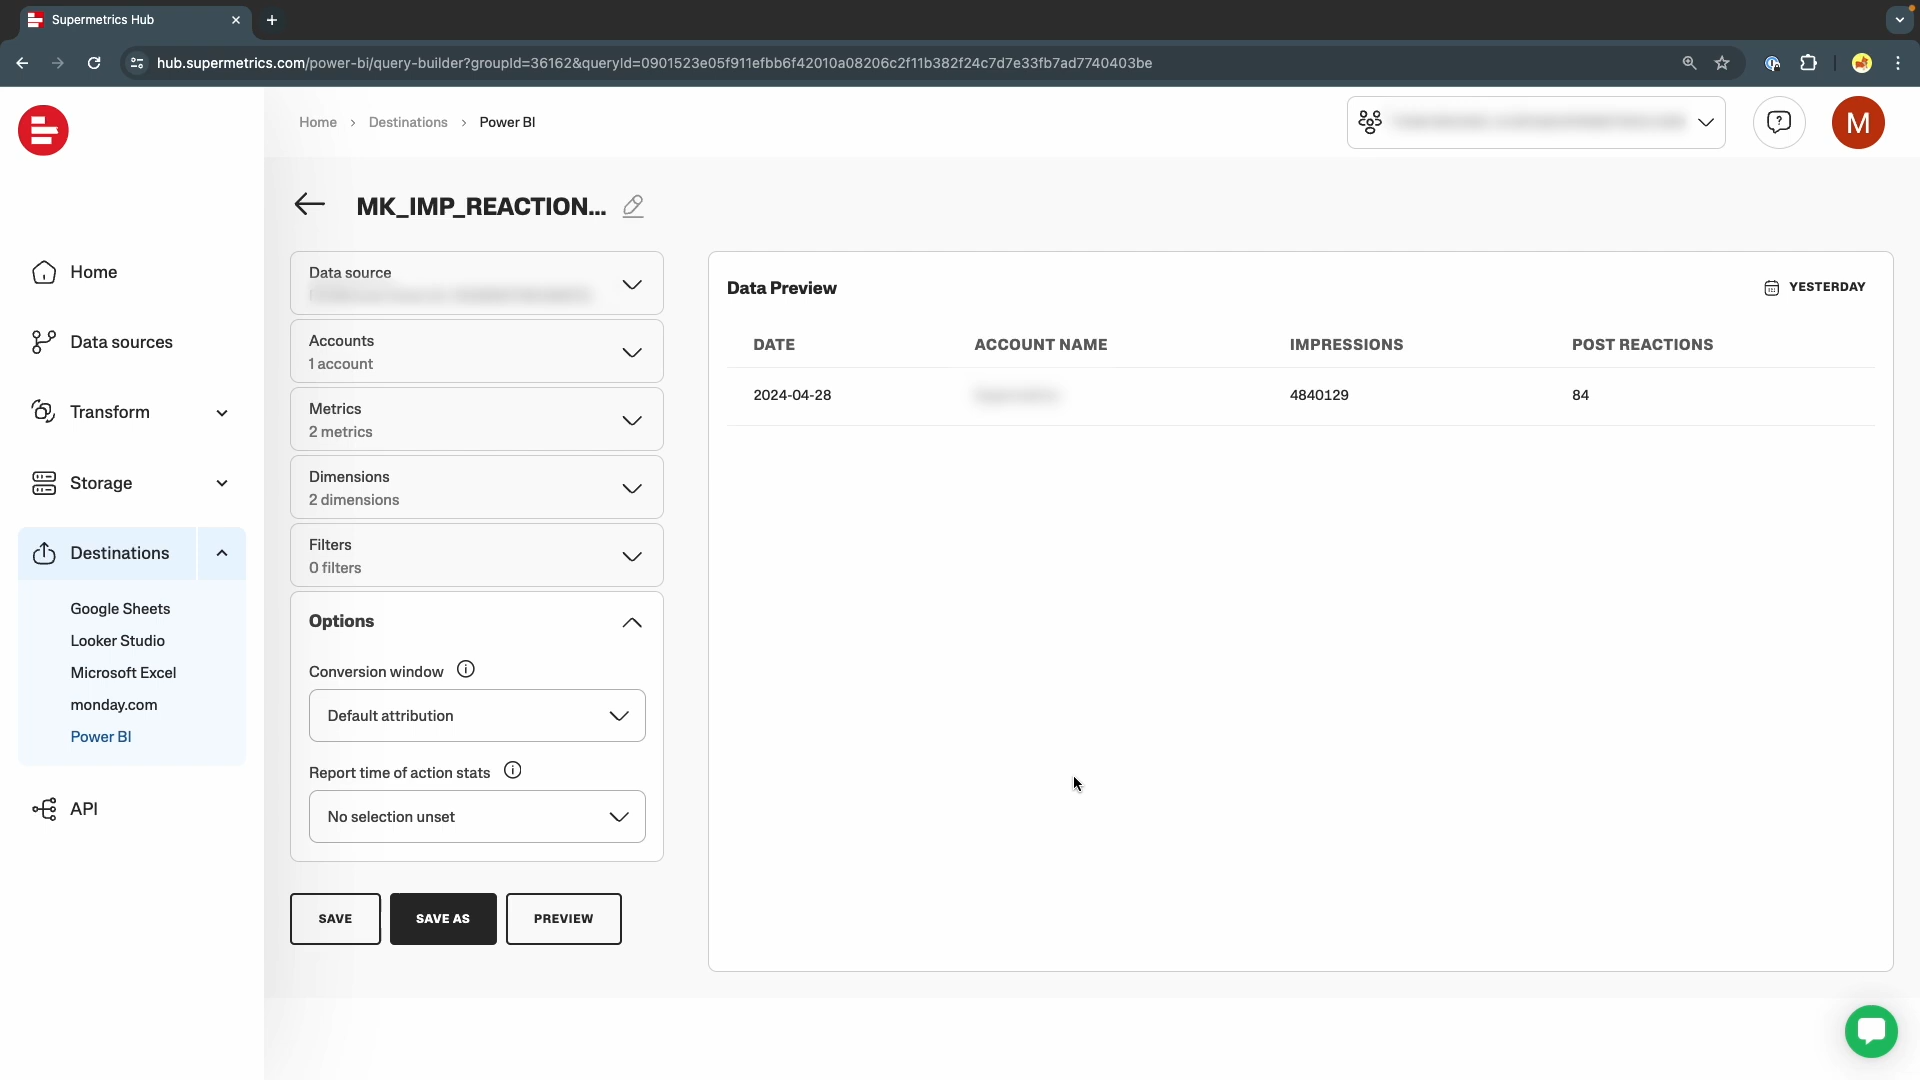 Supermetrics Hub
hub.supermetrics.com/power-bi/query-builder?groupId=36162&queryId=0901523e05f911efbb6f42010a08206c2f11b382f24c7d7e33fb7ad7740403be
Home > Destinations > Power BI
M
MK_IMP_REACTION...
Home
Data sources
Transform
Storage
Destinations
Google Sheets
Looker Studio
Microsoft Excel
monday.com
Power BI
API
Data source
Accounts
1 account
Metrics
2 metrics
Dimensions
2 dimensions
Filters
0 filters
Options
Conversion window
Default attribution
Report time of action stats
No selection unset
SAVE SAVE AS PREVIEW
Data Preview YESTERDAY
DATE ACCOUNT NAME IMPRESSIONS POST REACTIONS
2024-04-28 4840129 84